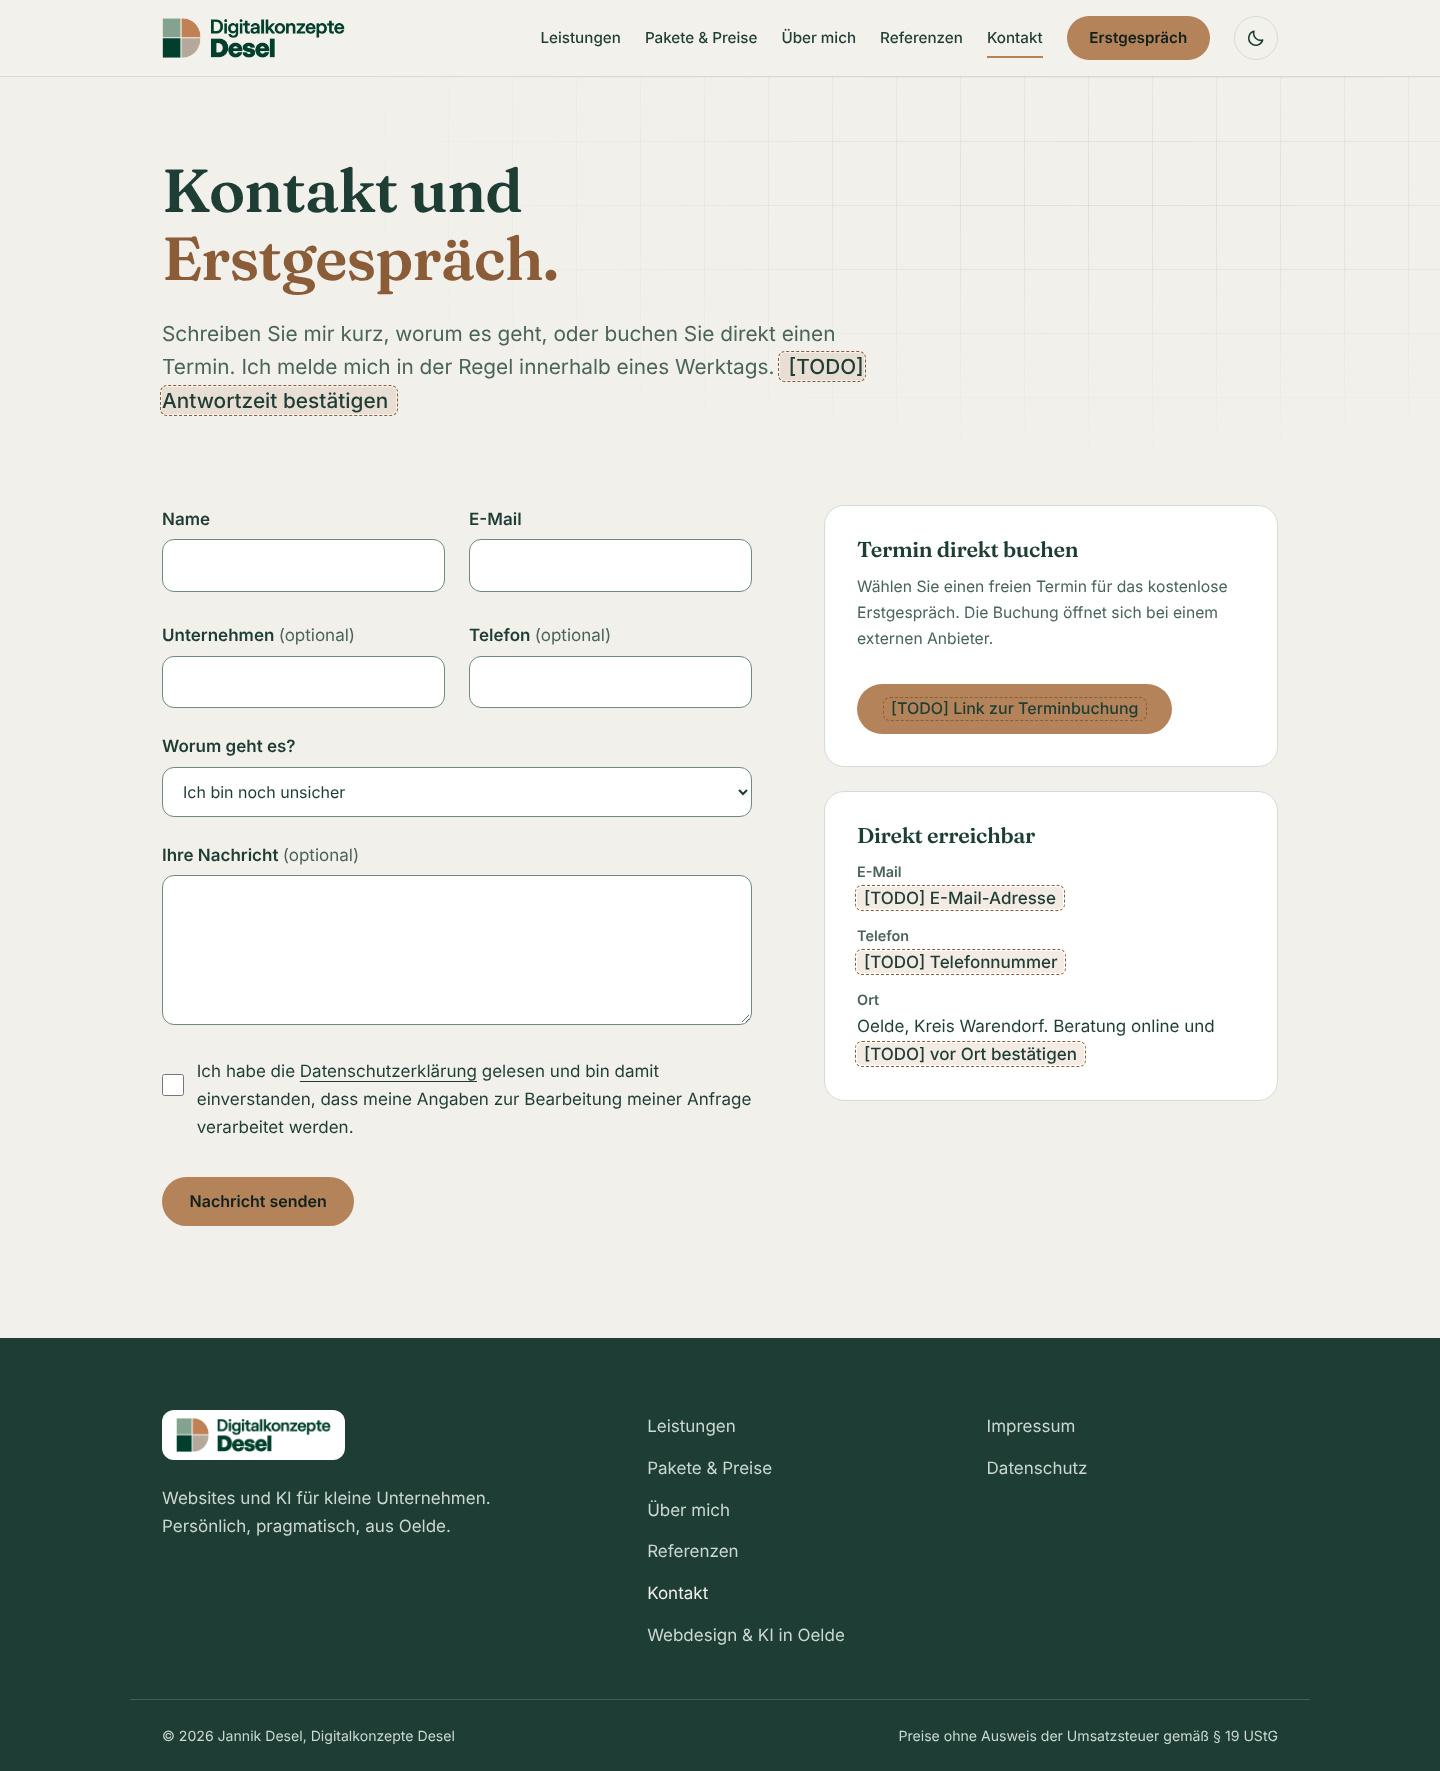 Digitalkonzepte
Desel
Leistungen
Pakete & Preise
Über mich
Referenzen
Kontakt
Erstgespräch
Kontakt und
Erstgespräch.
Schreiben Sie mir kurz, worum es geht, oder buchen Sie direkt einen
Termin. Ich melde mich in der Regel innerhalb eines Werktags. [TODO]
Antwortzeit bestätigen
Name
E-Mail
Unternehmen (optional)
Telefon (optional)
Worum geht es?
Ich bin noch unsicher
Ihre Nachricht (optional)
Ich habe die Datenschutzerklärung gelesen und bin damit
einverstanden, dass meine Angaben zur Bearbeitung meiner Anfrage
verarbeitet werden.
Nachricht senden
Termin direkt buchen
Wählen Sie einen freien Termin für das kostenlose
Erstgespräch. Die Buchung öffnet sich bei einem
externen Anbieter.
[TODO] Link zur Terminbuchung
Direkt erreichbar
E-Mail
[TODO] E-Mail-Adresse
Telefon
[TODO] Telefonnummer
Ort
Oelde, Kreis Warendorf. Beratung online und
[TODO] vor Ort bestätigen
Digitalkonzepte
Desel
Websites und KI für kleine Unternehmen.
Persönlich, pragmatisch, aus Oelde.
Leistungen
Pakete & Preise
Über mich
Referenzen
Kontakt
Webdesign & KI in Oelde
Impressum
Datenschutz
© 2026 Jannik Desel, Digitalkonzepte Desel
Preise ohne Ausweis der Umsatzsteuer gemäß § 19 UStG